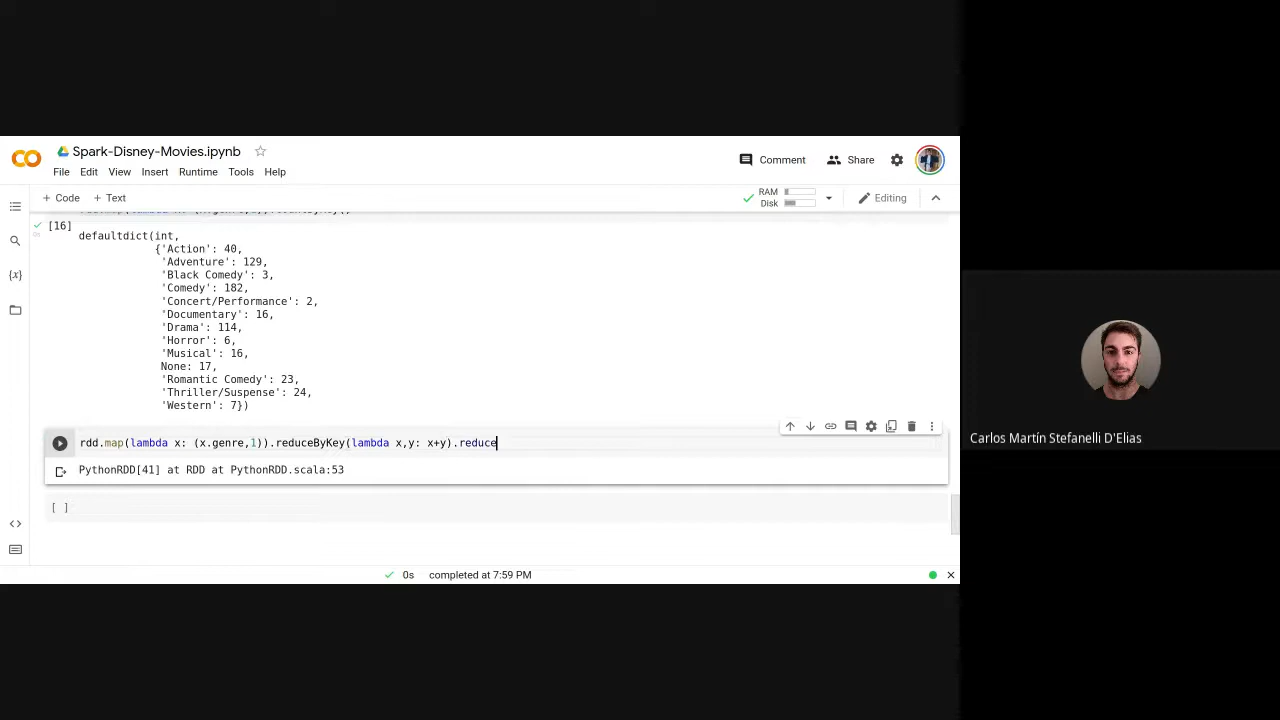 Spark-Disney-Movies.ipynb
File Edit View Insert Runtime Tools Help
Comment Share
+ Code + Text
RAM
Disk
Editing
[16]
defaultdict(int,
{'Action': 40,
'Adventure': 129,
'Black Comedy': 3,
'Comedy': 182,
'Concert/Performance': 2,
'Documentary': 16,
'Drama': 114,
'Horror': 6,
'Musical': 16,
None: 17,
'Romantic Comedy': 23,
'Thriller/Suspense': 24,
'Western': 7})
rdd.map(lambda x: (x.genre,1)).reduceByKey(lambda x,y: x+y).reduce
PythonRDD[41] at RDD at PythonRDD.scala:53
[ ]
0s completed at 7:59 PM
Carlos Martín Stefanelli D'Elias